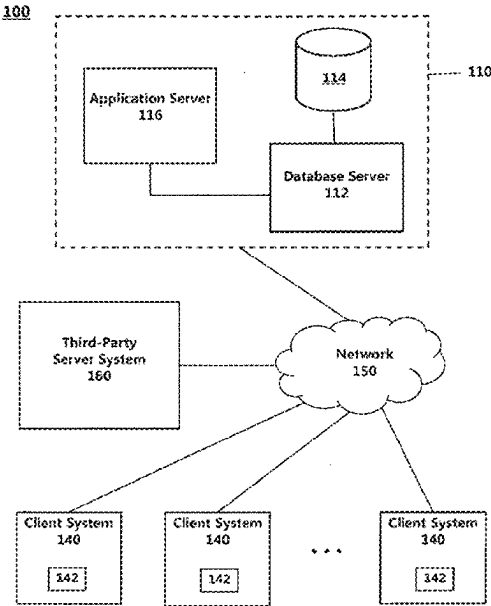 100
114
110
Application Server
116
Database Server
112
Third-Party
Server System
160
Network
150
Client System
140
142
Client System
140
142
...
Client System
140
142